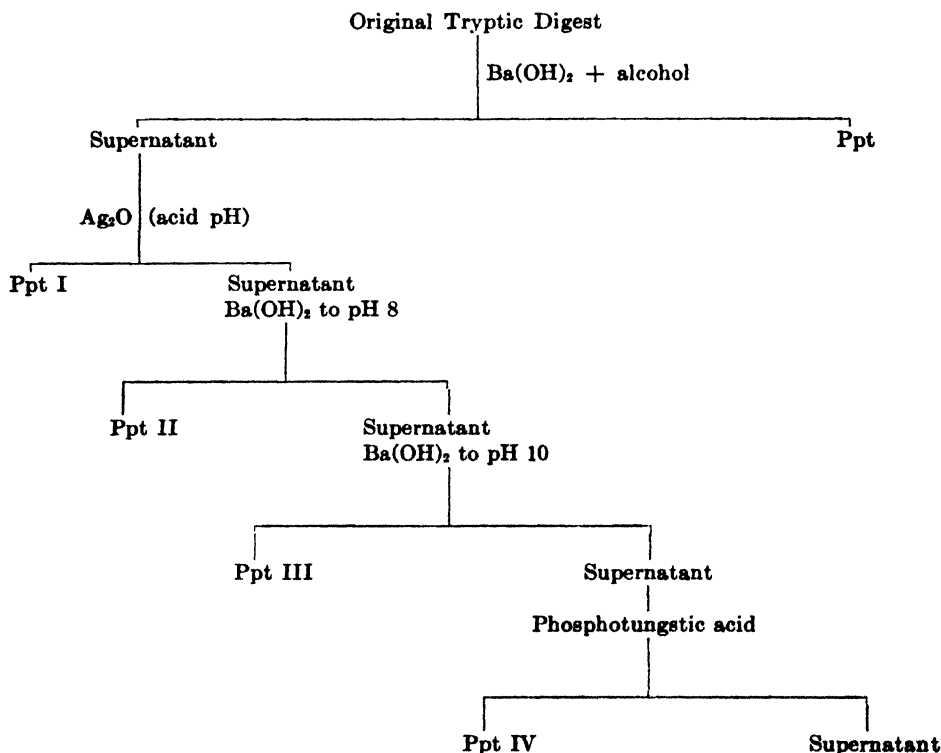 Original Tryptic Digest
Ba(OH)₂ + alcohol
Supernatant Ppt
Ag₂O (acid pH)
Ppt I Supernatant
Ba(OH)₂ to pH 8
Ppt II Supernatant
Ba(OH)₂ to pH 10
Ppt III Supernatant
Phosphotungstic acid
Ppt IV Supernatant